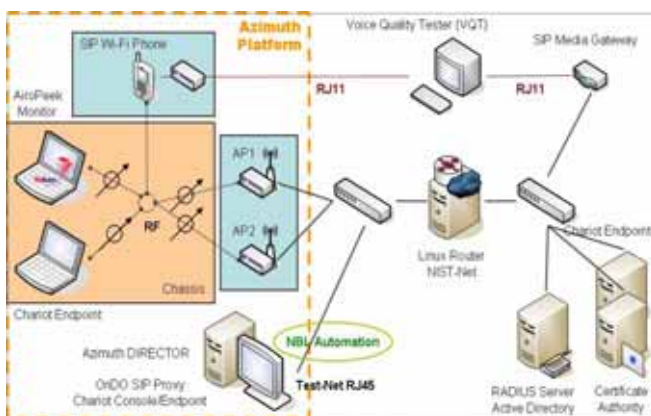 Azimuth
Platform
SIP Wi-Fi Phone
Voice Quality Tester (VQT)
SIP Media Gateway
RJ11
RJ11
AiroPeek
Monitor
AP1
AP2
RF
Chassis
Chariot Endpoint
Linux Router
NIST-Net
Chariot Endpoint
NBL Automation
Azimuth DIRECTOR
Test-Net RJ45
OnDO SIP Proxy
Chariot Console/Endpoint
RADIUS Server
Active Directory
Certificate
Authority